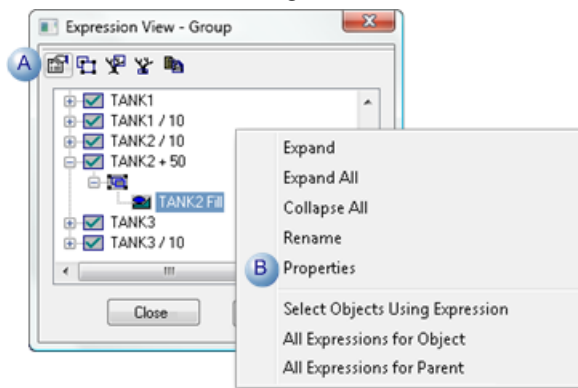 Expression View - Group
A
TANK1
TANK1 / 10
TANK2 / 10
TANK2 + 50
TANK2 Fill
TANK3
TANK3 / 10
Close
Expand
Expand All
Collapse All
Rename
B Properties
Select Objects Using Expression
All Expressions for Object
All Expressions for Parent